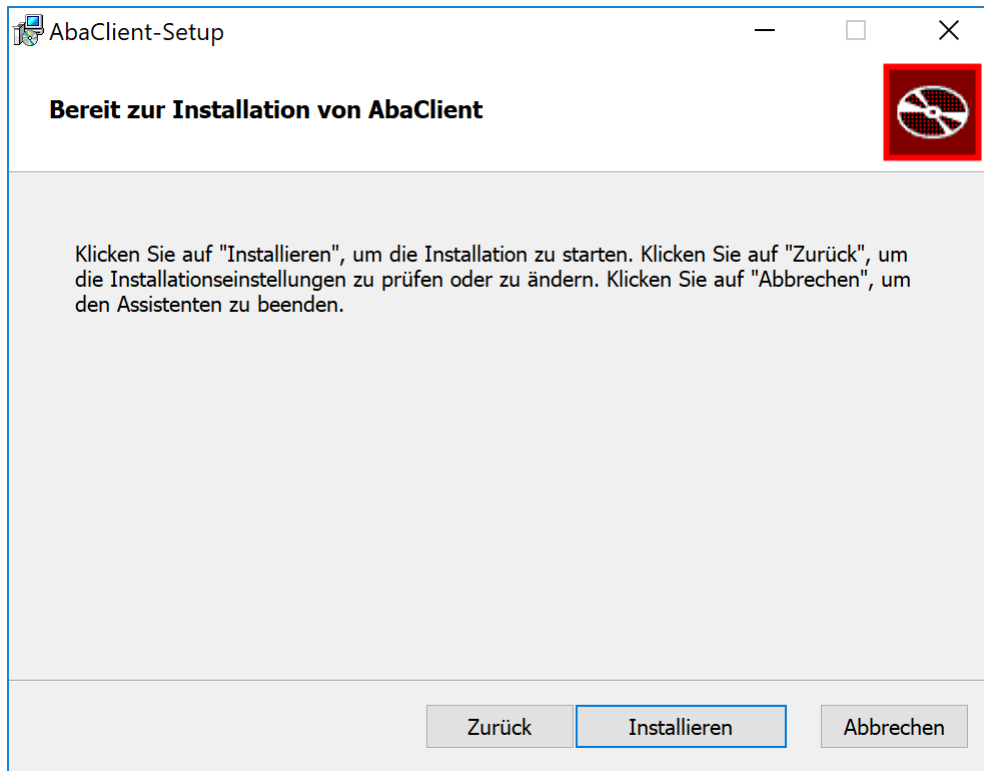 AbaClient-Setup
Bereit zur Installation von AbaClient
Klicken Sie auf "Installieren", um die Installation zu starten. Klicken Sie auf "Zurück", um
die Installationseinstellungen zu prüfen oder zu ändern. Klicken Sie auf "Abbrechen", um
den Assistenten zu beenden.
Zurück
Installieren
Abbrechen